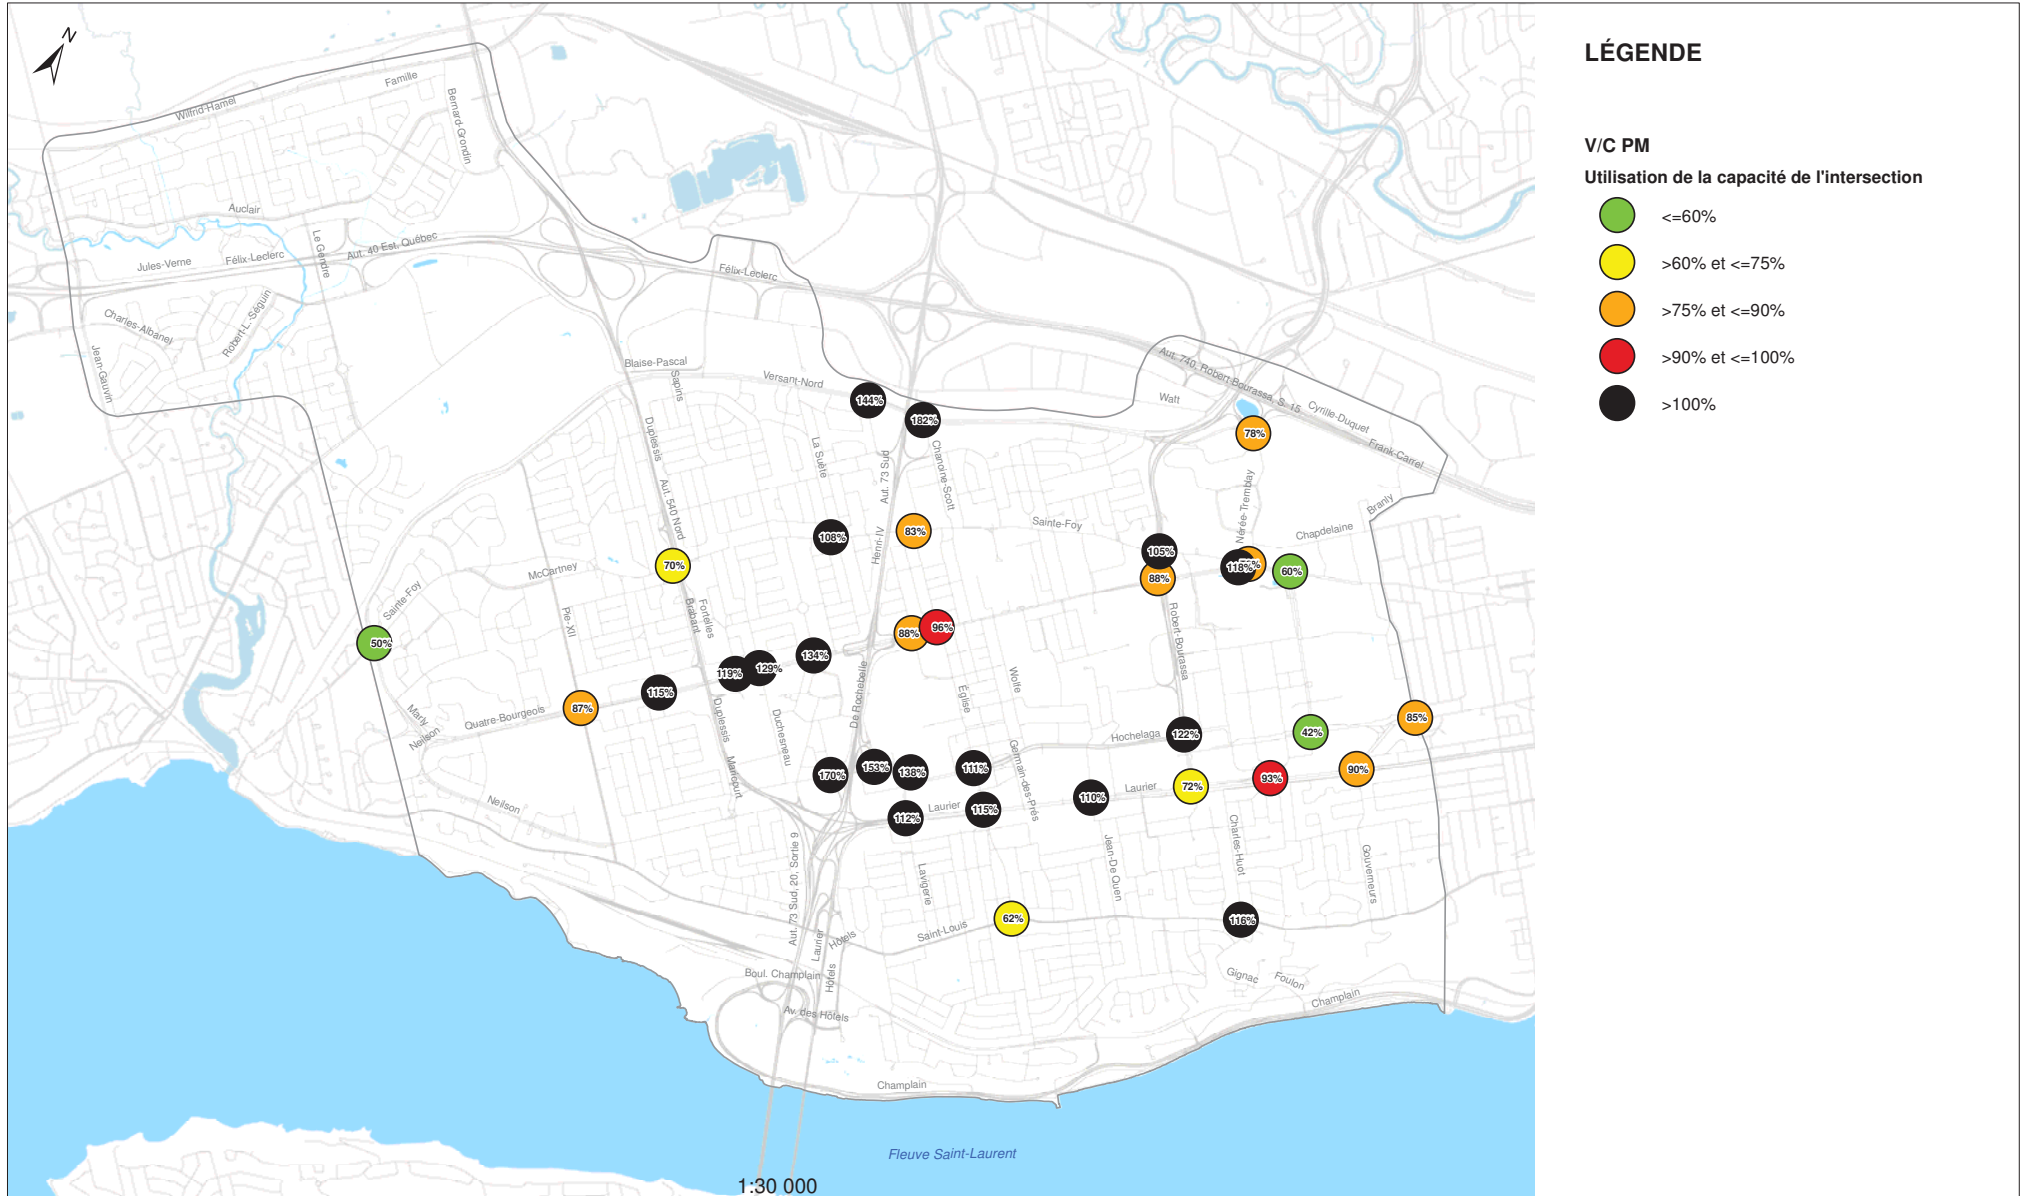 N
LÉGENDE
V/C PM
Utilisation de la capacité de l'intersection
<=60%
>60% et <=75%
>75% et <=90%
>90% et <=100%
>100%
Wilfrid-Hamel
Famille
Bernard-Grondin
Auclair
Le Gendre
Aut. 40 Est. Québec
Jules-Verne
Félix-Leclerc
Félix-Leclerc
Charles-Albanel
Robert-L.-Séguin
Jean-Gauvin
Blaise-Pascal
Sapins
Versant-Nord
Aut. 740, Robert-Bourassa, S. 15
Watt
Cyrille-Duquet
Frank-Carrel
144%
182%
78%
Duplessis
La Suète
Aut. 73 Sud
Chanoine-Scott
Aut. 540 Nord
Nérée-Tremblay
Branly
Sainte-Foy
Chapdelaine
108%
83%
Henri-IV
105%
88%
118%
60%
70%
McCartney
Sainte-Foy
Pie-XII
Brabant
Fortelles
50%
88%
96%
134%
129%
119%
115%
87%
Robert-Bourassa
De Rochebelle
Wolfe
Église
Marly
Neilson
Quatre-Bourgeois
Duplessis
Duchesneau
Maricourt
Hochelaga
122%
42%
85%
170%
153%
138%
111%
Germain-des-Prés
93%
90%
72%
110%
Laurier
Laurier
115%
112%
Neilson
Aut. 73 Sud, 20, Sortie 9
Lavigerie
Jean-De Quen
Charles-Huot
Gouverneurs
62%
116%
Saint-Louis
Hôtels
Laurier
Hôtels
Boul. Champlain
Av. des Hôtels
Gignac
Foulon
Champlain
Champlain
Fleuve Saint-Laurent
1:30 000